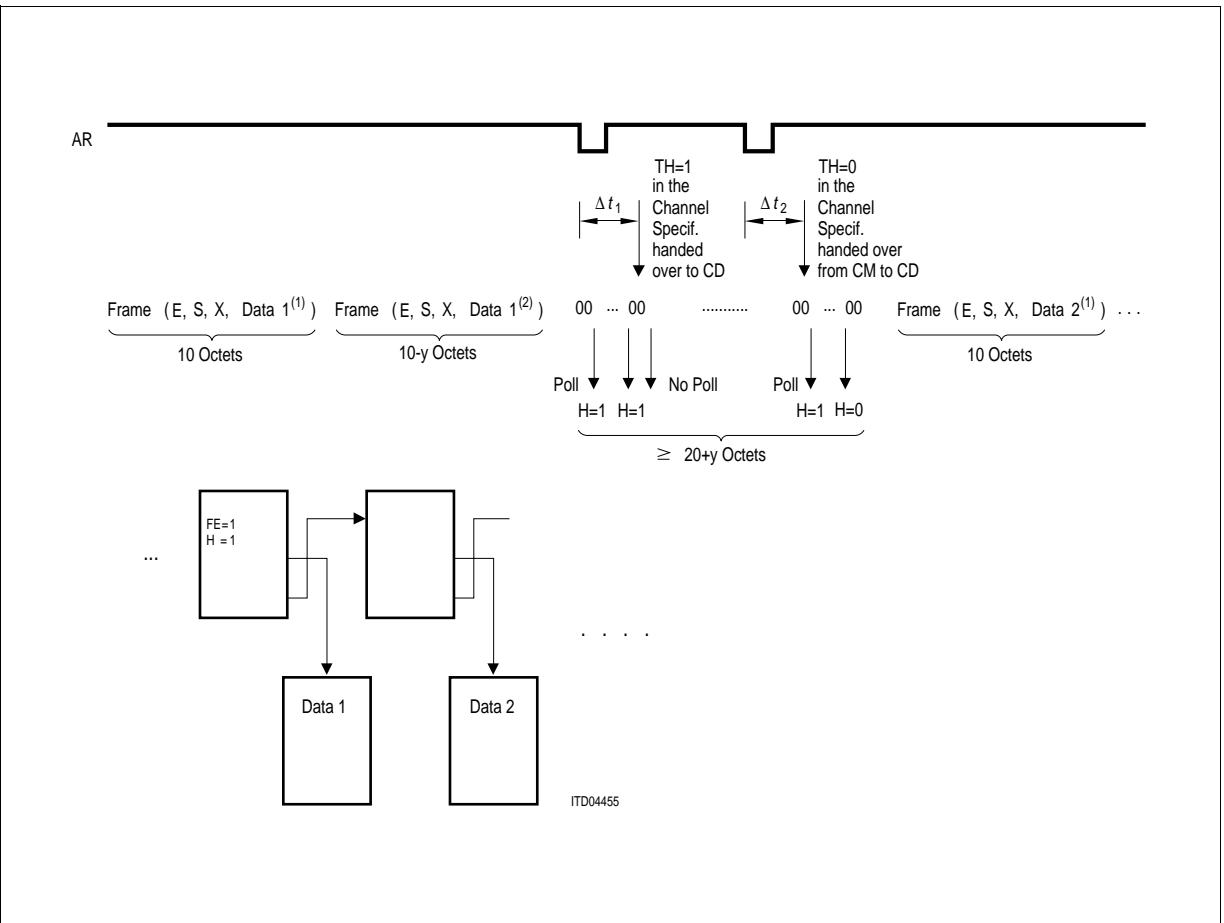 AR
TH=1
in the
Channel
Specif.
handed
over to CD
TH=0
in the
Channel
Specif.
handed over
from CM to CD
Δt₁
Δt₂
Frame (E, S, X, Data 1⁽¹⁾) Frame (E, S, X, Data 1⁽²⁾) 00 ... 00 ........... 00 ... 00 Frame (E, S, X, Data 2⁽¹⁾) ...
10 Octets
10-y Octets
10 Octets
Poll No Poll Poll
H=1 H=1 H=1 H=0
≥ 20+y Octets
FE=1
H =1
...
. . . .
Data 1
Data 2
ITD04455